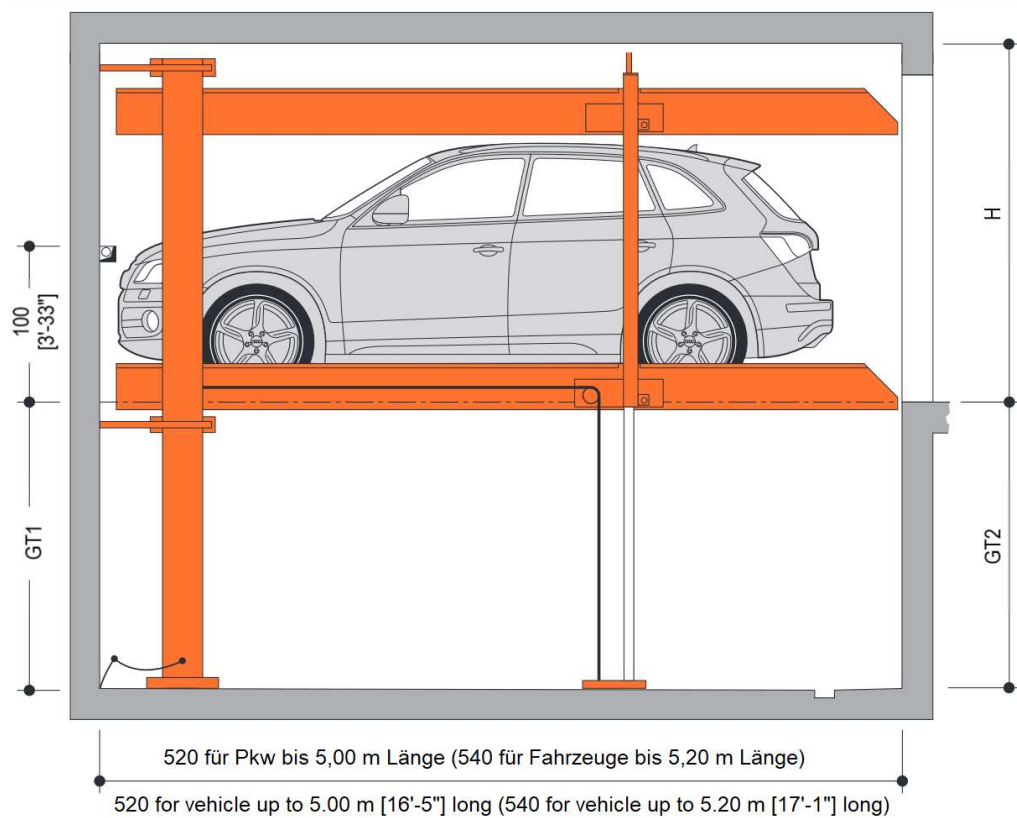 H
100
[3'-33"]
GT1
GT2
520 für Pkw bis 5,00 m Länge (540 für Fahrzeuge bis 5,20 m Länge)
520 for vehicle up to 5.00 m [16'-5"] long (540 for vehicle up to 5.20 m [17'-1"] long)